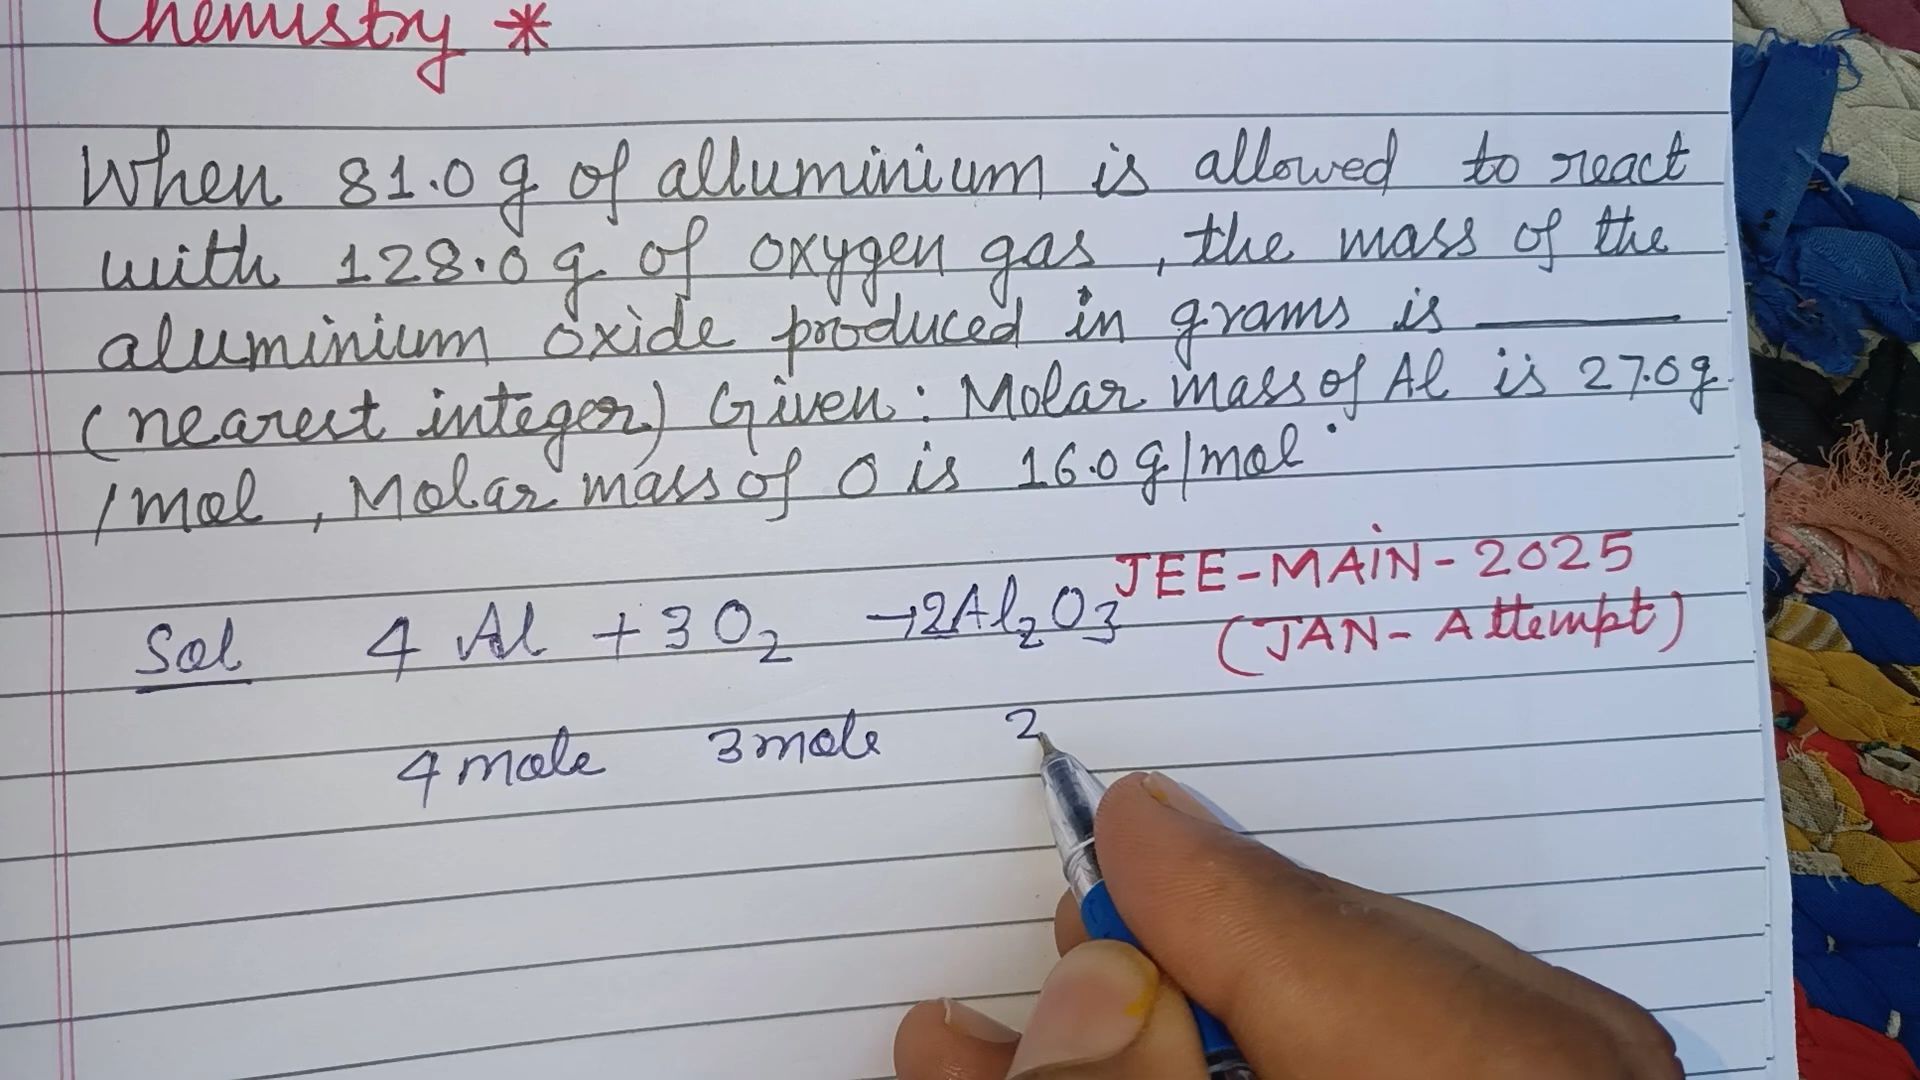 Chemistry *
When 81.0 g of alluminium is allowed to react
with 128.0 g of oxygen gas, the mass of the
aluminium oxide produced in grams is ______
(nearest integer) Given: Molar mass of Al is 27.0g
/mol, Molar mass of O is 16.0 g/mol.
JEE-MAIN-2025
(JAN-Attempt)
Sol 4 Al + 3 O₂ → 2Al₂O₃
4 mole 3 mole 2